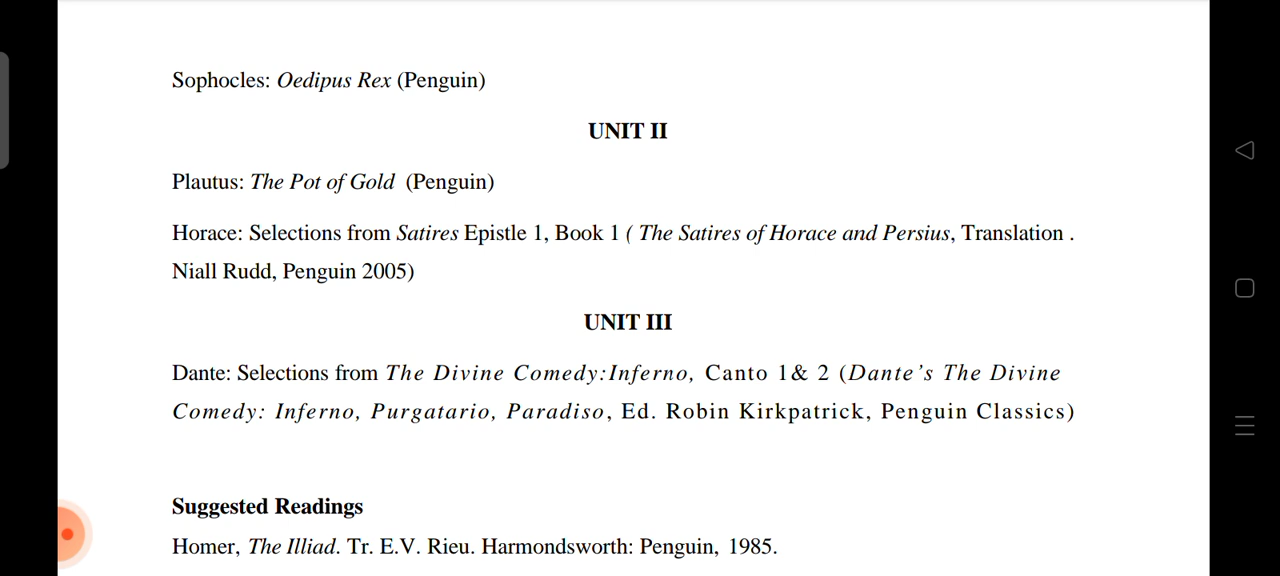 Sophocles: Oedipus Rex (Penguin)
UNIT II
Plautus: The Pot of Gold (Penguin)
Horace: Selections from Satires Epistle 1, Book 1 ( The Satires of Horace and Persius, Translation .
Niall Rudd, Penguin 2005)
UNIT III
Dante: Selections from The Divine Comedy:Inferno, Canto 1& 2 (Dante’s The Divine
Comedy: Inferno, Purgatario, Paradiso, Ed. Robin Kirkpatrick, Penguin Classics)
Suggested Readings
Homer, The Illiad. Tr. E.V. Rieu. Harmondsworth: Penguin, 1985.